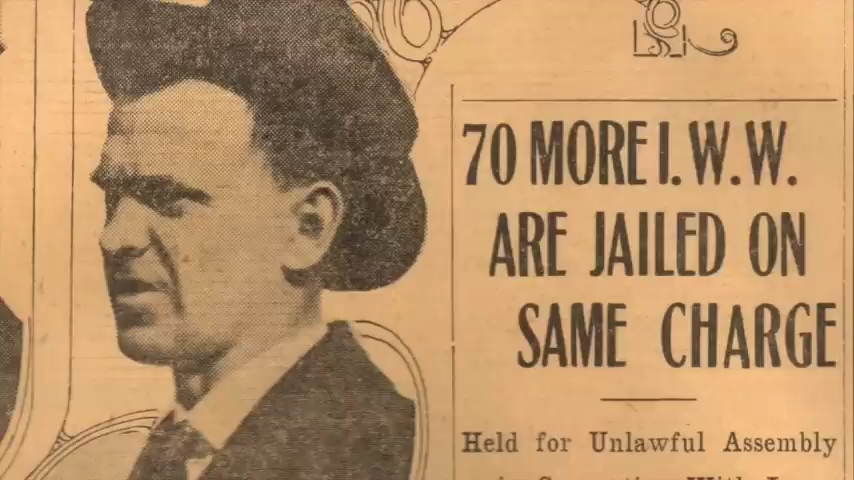 70 MORE I. W. W.
ARE JAILED ON
SAME CHARGE
Held for Unlawful Assembly